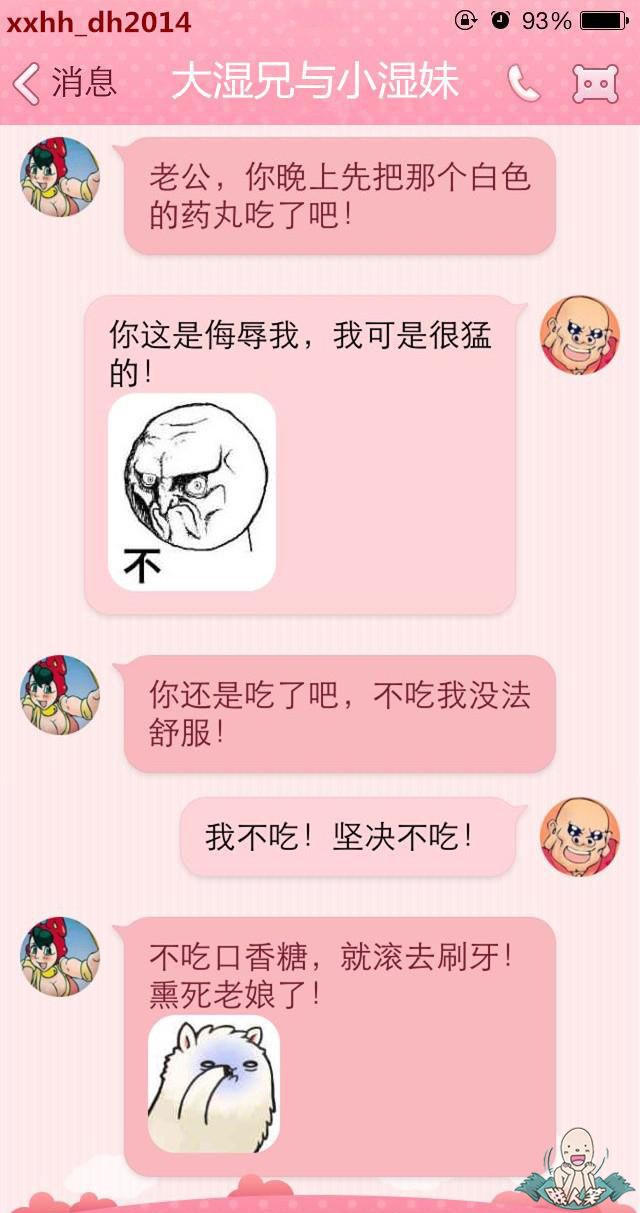 xxhh_dh2014
93%
消息
大湿兄与小湿妹
老公，你晚上先把那个白色
的药丸吃了吧！
你这是侮辱我，我可是很猛
的！
不
你还是吃了吧，不吃我没法
舒服！
我不吃！坚决不吃！
不吃口香糖，就滚去刷牙！
熏死老娘了！